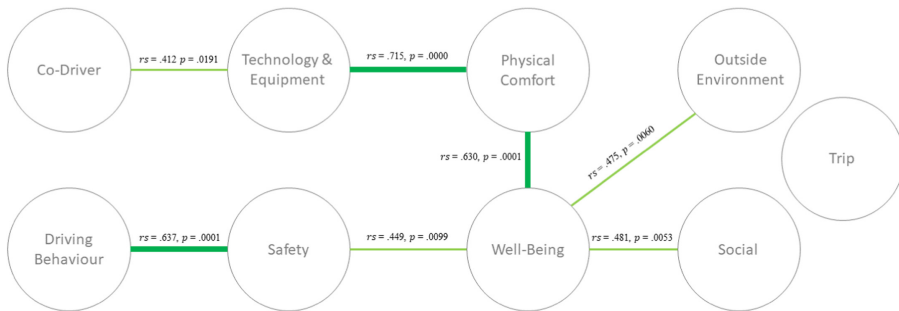 Co-Driver
rs = .412 p = .0191
Technology &
Equipment
rs = .715, p = .0000
Physical
Comfort
Outside
Environment
rs = .630, p = .0001
rs = .475, p = .0060
Trip
Driving
Behaviour
rs = .637, p = .0001
Safety
rs = .449, p = .0099
Well-Being
rs = .481, p = .0053
Social